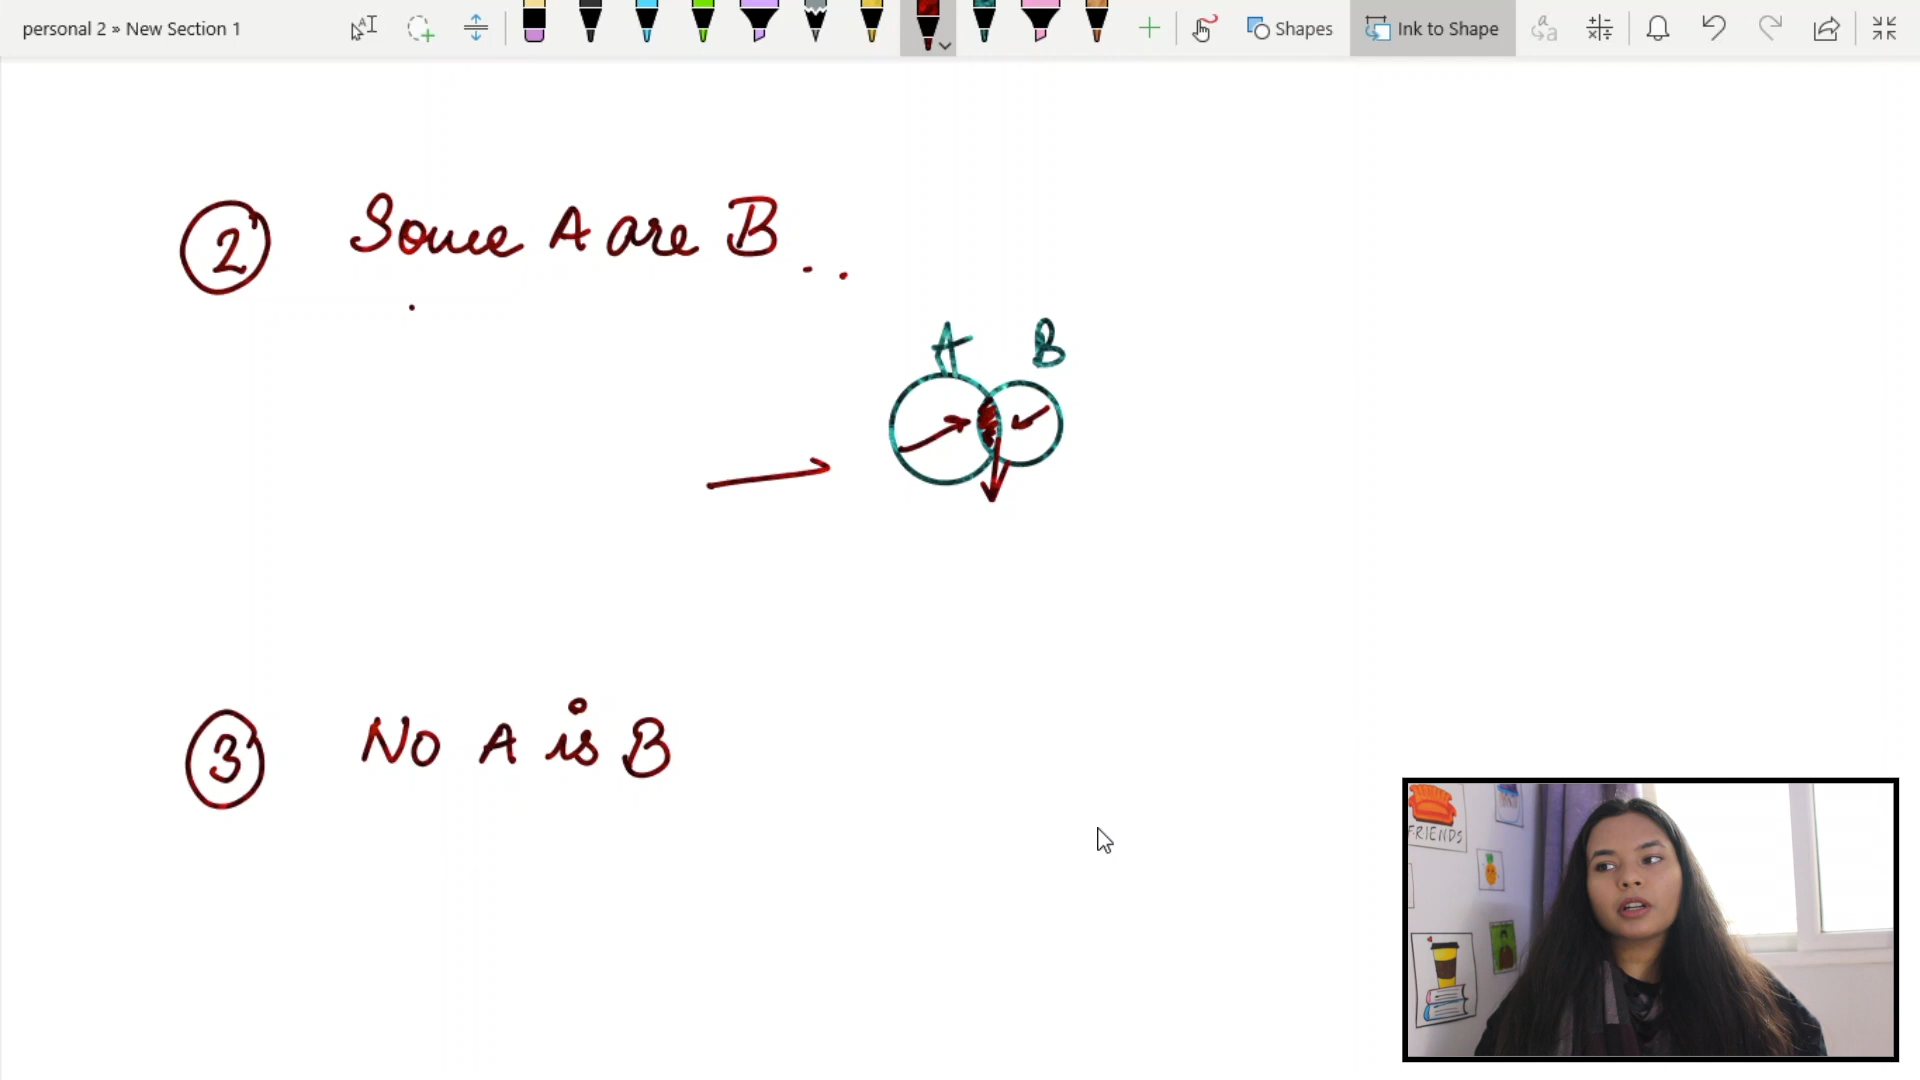 personal 2 » New Section 1
Shapes
Ink to Shape
2 Some A are B . .
A B
3 No A is B
FRIENDS